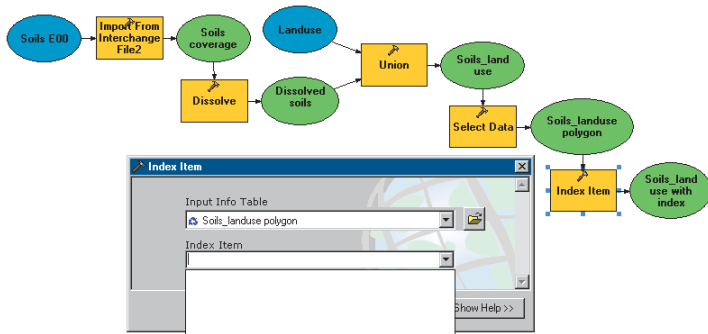 Soils E00
Import From
Interchange
File2
Soils
coverage
Landuse
Union
Soils_land
use
Dissolve
Dissolved
soils
Select Data
Soils_landuse
polygon
Index Item
Soils_land
use with
index
Index Item
Input Info Table
Soils_landuse polygon
Index Item
Show Help >>